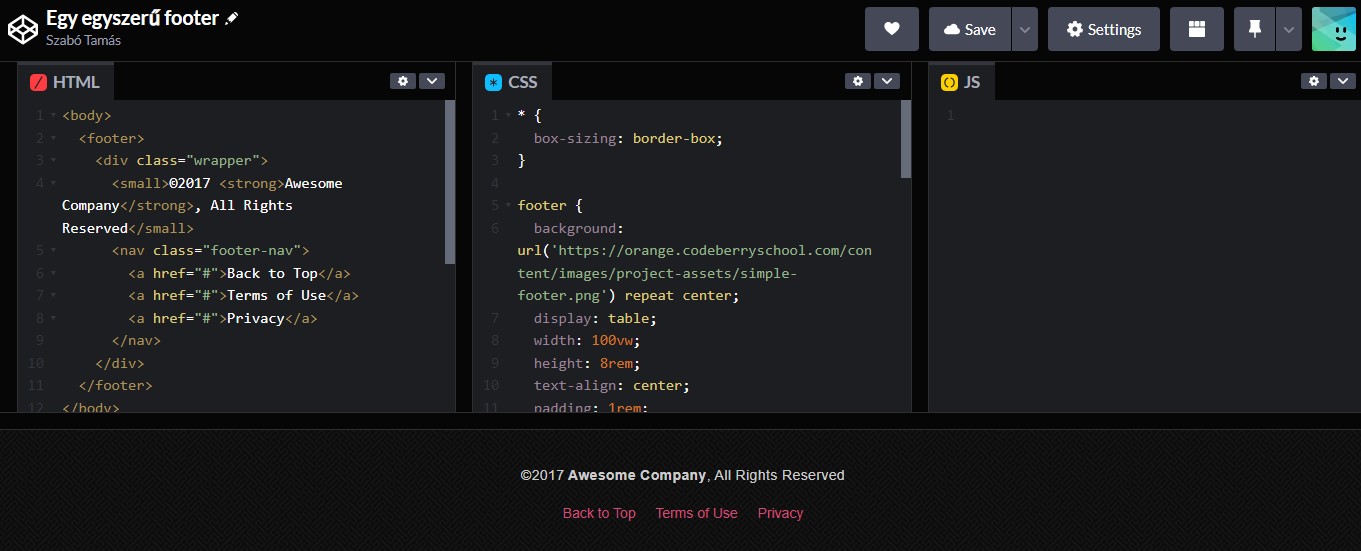 Egy egyszerű footer
Szabó Tamás
Save
Settings
HTML
1 <body>
2 <footer>
3 <div class="wrapper">
4 <small>©2017 <strong>Awesome
Company</strong>, All Rights
Reserved</small>
5 <nav class="footer-nav">
6 <a href="#">Back to Top</a>
7 <a href="#">Terms of Use</a>
8 <a href="#">Privacy</a>
9 </nav>
10 </div>
11 </footer>
12 </body>
CSS
1 * {
2 box-sizing: border-box;
3 }
4
5 footer {
6 background:
url('https://orange.codeberryschool.com/con
tent/images/project-assets/simple-
footer.png') repeat center;
7 display: table;
8 width: 100vw;
9 height: 8rem;
10 text-align: center;
11 padding: 1rem;
JS
1
©2017 Awesome Company, All Rights Reserved
Back to Top Terms of Use Privacy